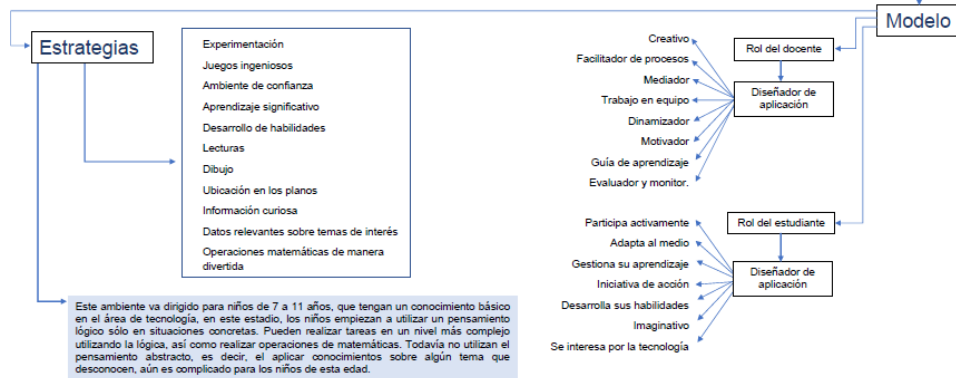 Modelo
Estrategias
Experimentación
Juegos ingeniosos
Ambiente de confianza
Aprendizaje significativo
Desarrollo de habilidades
Lecturas
Dibujo
Ubicación en los planos
Información curiosa
Datos relevantes sobre temas de interés
Operaciones matemáticas de manera
divertida
Este ambiente va dirigido para niños de 7 a 11 años, que tengan un conocimiento básico
en el área de tecnología, en este estadio, los niños empiezan a utilizar un pensamiento
lógico sólo en situaciones concretas. Pueden realizar tareas en un nivel más complejo
utilizando la lógica, así como realizar operaciones de matemáticas. Todavía no utilizan el
pensamiento abstracto, es decir, el aplicar conocimientos sobre algún tema que
desconocen, aún es complicado para los niños de esta edad.
Rol del docente
Diseñador de
aplicación
Creativo
Facilitador de procesos
Mediador
Trabajo en equipo
Dinamizador
Motivador
Guía de aprendizaje
Evaluador y monitor.
Rol del estudiante
Diseñador de
aplicación
Participa activamente
Adapta al medio
Gestiona su aprendizaje
Iniciativa de acción
Desarrolla sus habilidades
Imaginativo
Se interesa por la tecnología